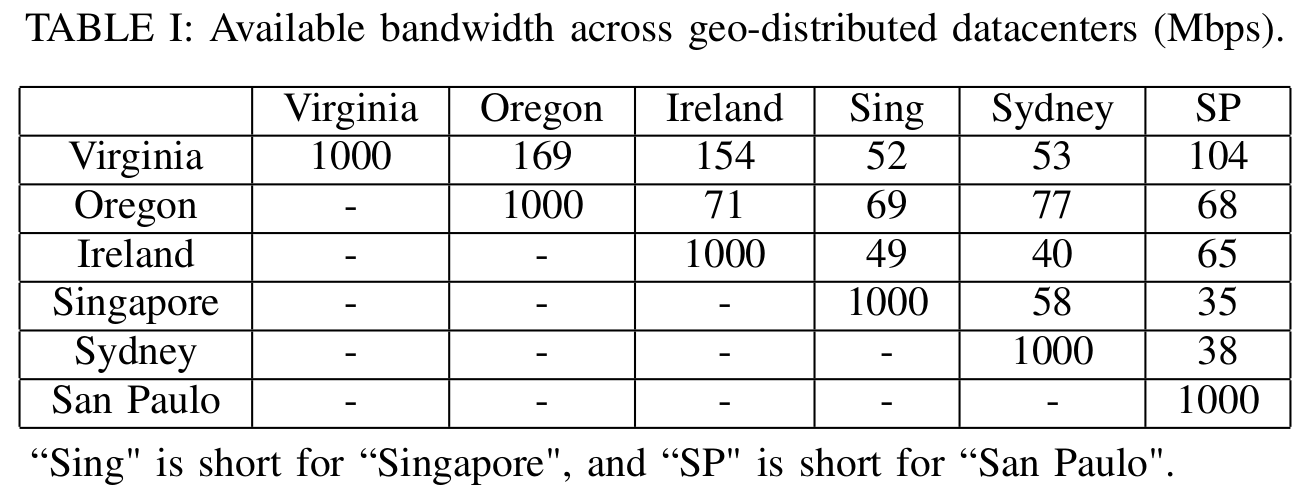 TABLE I: Available bandwidth across geo-distributed datacenters (Mbps).
Virginia Oregon Ireland Sing Sydney SP
Virginia 1000 169 154 52 53 104
Oregon - 1000 71 69 77 68
Ireland - - 1000 49 40 65
Singapore - - - 1000 58 35
Sydney - - - - 1000 38
San Paulo - - - - - 1000
“Sing" is short for “Singapore", and “SP" is short for “San Paulo".